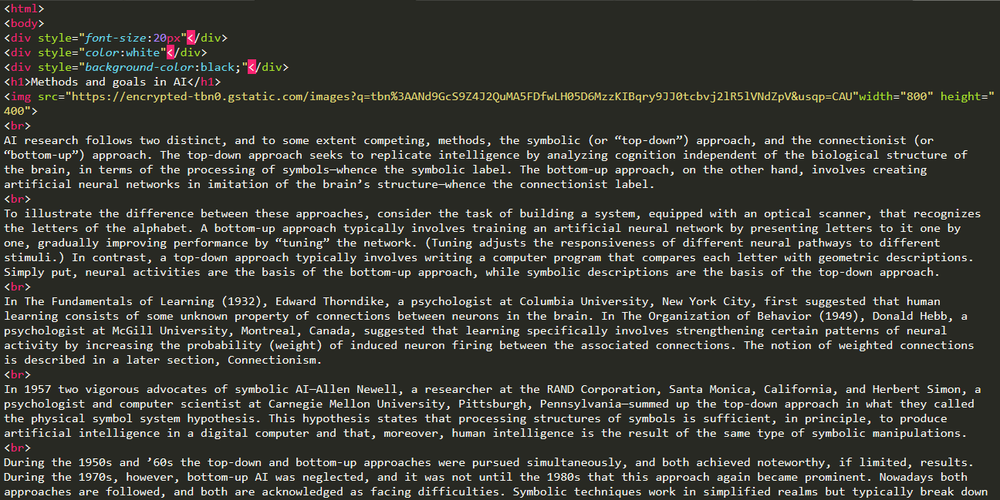 <html>
<body>
<div style="font-size:20px"</div>
<div style="color:white"</div>
<div style="background-color:black;"</div>
<h1>Methods and goals in AI</h1>
<img src="https://encrypted-tbn0.gstatic.com/images?q=tbn%3AANd9GcS9Z4J2QuMA5FDfwLH05D6MzzKIBqry9JJ0tcbvj2lR5lVNdZpV&usqp=CAU"width="800" height="
400">
<br>
AI research follows two distinct, and to some extent competing, methods, the symbolic (or “top-down”) approach, and the connectionist (or
“bottom-up”) approach. The top-down approach seeks to replicate intelligence by analyzing cognition independent of the biological structure of
the brain, in terms of the processing of symbols—whence the symbolic label. The bottom-up approach, on the other hand, involves creating
artificial neural networks in imitation of the brain’s structure—whence the connectionist label.
<br>
To illustrate the difference between these approaches, consider the task of building a system, equipped with an optical scanner, that recognizes
the letters of the alphabet. A bottom-up approach typically involves training an artificial neural network by presenting letters to it one by
one, gradually improving performance by “tuning” the network. (Tuning adjusts the responsiveness of different neural pathways to different
stimuli.) In contrast, a top-down approach typically involves writing a computer program that compares each letter with geometric descriptions.
Simply put, neural activities are the basis of the bottom-up approach, while symbolic descriptions are the basis of the top-down approach.
<br>
In The Fundamentals of Learning (1932), Edward Thorndike, a psychologist at Columbia University, New York City, first suggested that human
learning consists of some unknown property of connections between neurons in the brain. In The Organization of Behavior (1949), Donald Hebb, a
psychologist at McGill University, Montreal, Canada, suggested that learning specifically involves strengthening certain patterns of neural
activity by increasing the probability (weight) of induced neuron firing between the associated connections. The notion of weighted connections
is described in a later section, Connectionism.
<br>
In 1957 two vigorous advocates of symbolic AI—Allen Newell, a researcher at the RAND Corporation, Santa Monica, California, and Herbert Simon, a
psychologist and computer scientist at Carnegie Mellon University, Pittsburgh, Pennsylvania—summed up the top-down approach in what they called
the physical symbol system hypothesis. This hypothesis states that processing structures of symbols is sufficient, in principle, to produce
artificial intelligence in a digital computer and that, moreover, human intelligence is the result of the same type of symbolic manipulations.
<br>
During the 1950s and ’60s the top-down and bottom-up approaches were pursued simultaneously, and both achieved noteworthy, if limited, results.
During the 1970s, however, bottom-up AI was neglected, and it was not until the 1980s that this approach again became prominent. Nowadays both
approaches are followed, and both are acknowledged as facing difficulties. Symbolic techniques work in simplified realms but typically break down